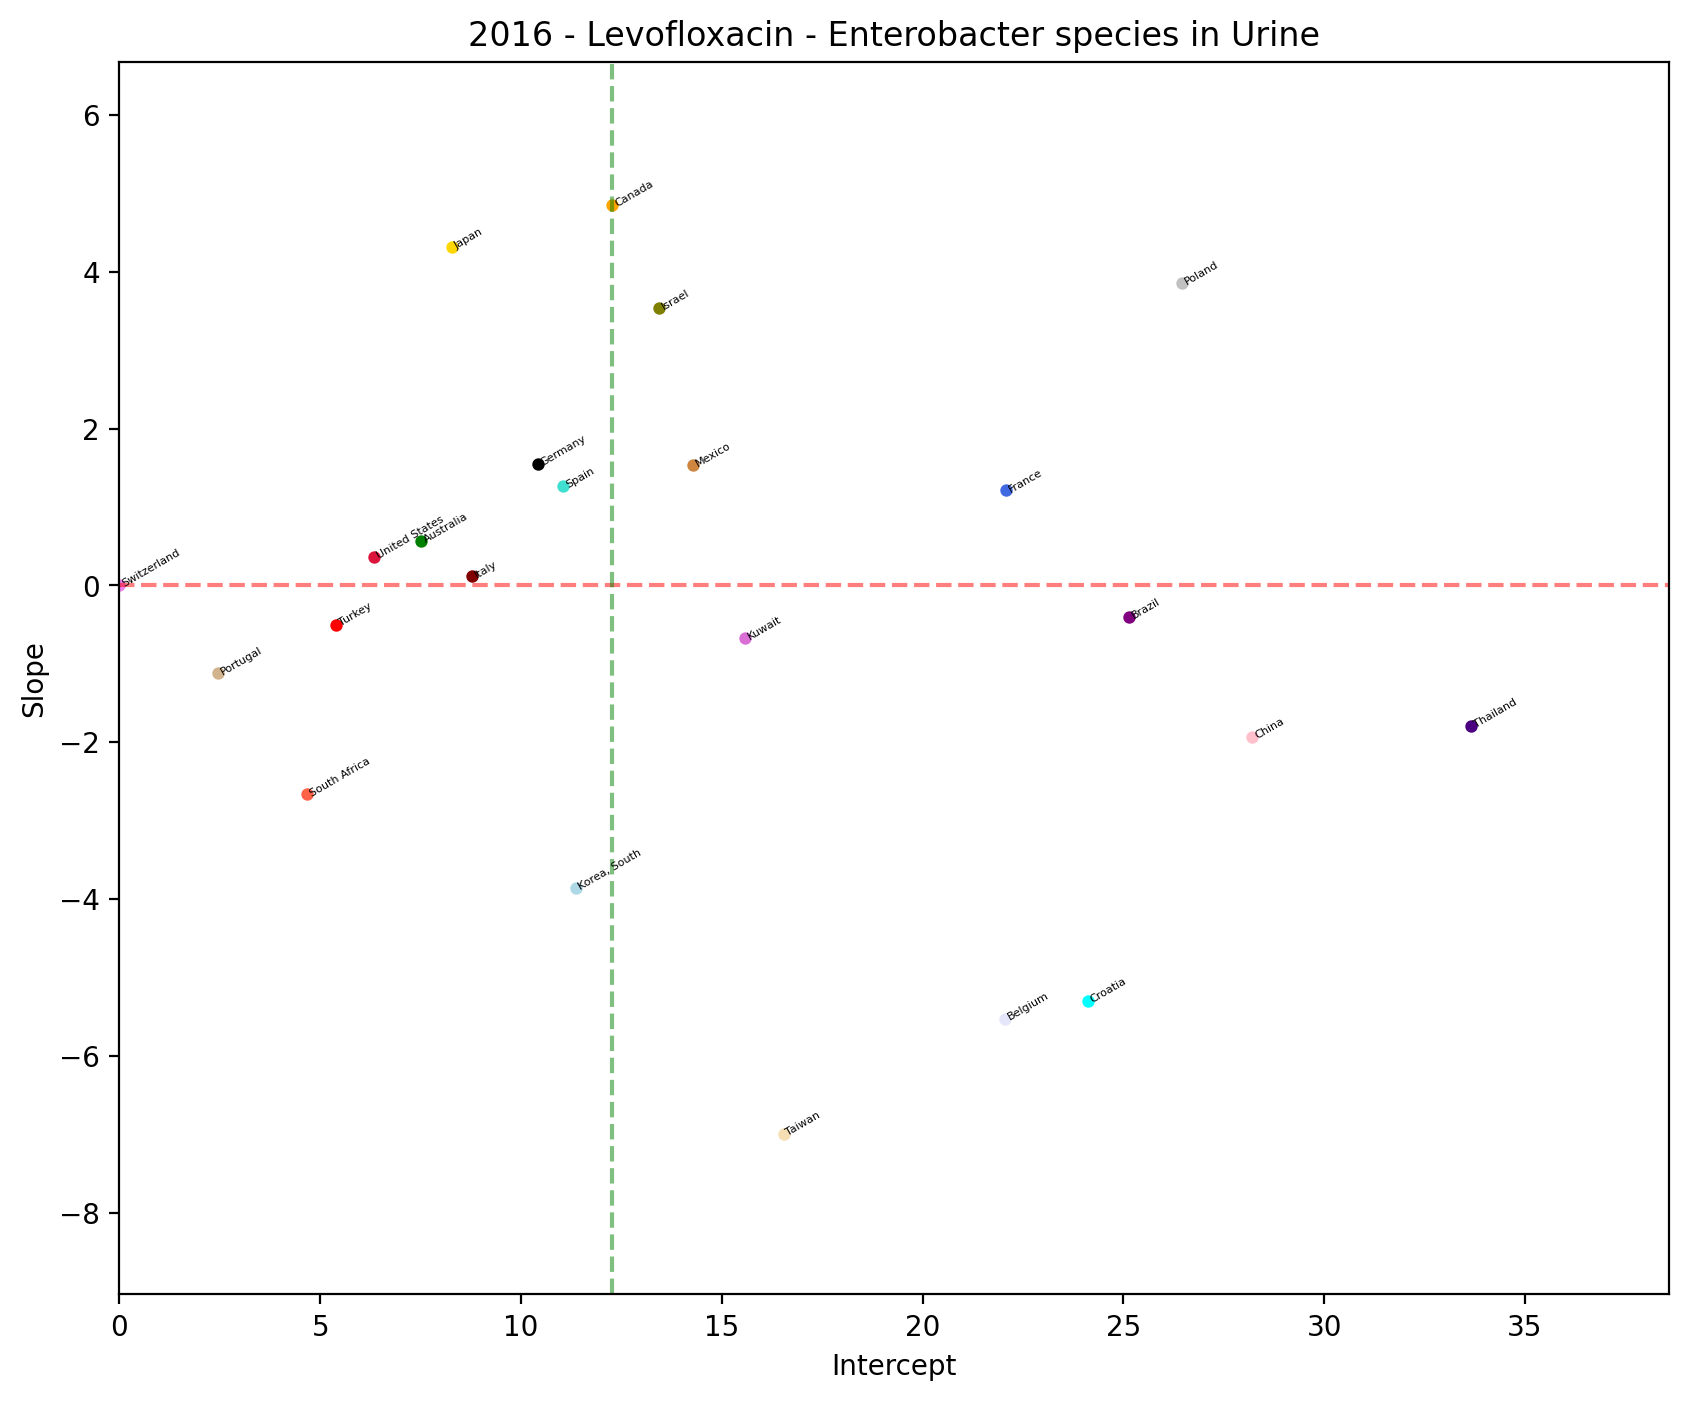 2016 - Levofloxacin - Enterobacter species in Urine
6
4
2
0
−2
−4
−6
−8
Slope
Canada
Japan
Poland
Israel
Germany
Mexico
Spain
France
United States
Australia
Switzerland
Italy
Turkey
Brazil
Kuwait
Portugal
Thailand
China
South Africa
Korea, South
Croatia
Belgium
Taiwan
0
5
10
15
20
25
30
35
Intercept